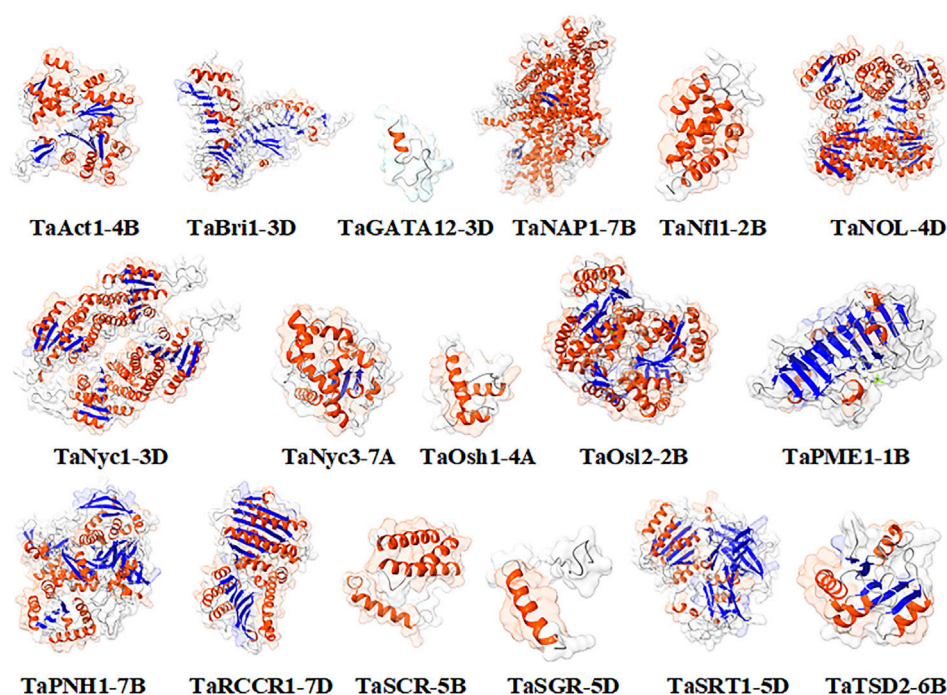 TaAct1-4B TaBri1-3D TaGATA12-3D TaNAP1-7B TaNfl1-2B TaNOL-4D
TaNyc1-3D TaNyc3-7A TaOsh1-4A TaOsl2-2B TaPME1-1B
TaPNH1-7B TaRCCR1-7D TaSCR-5B TaSGR-5D TaSRT1-5D TaTSD2-6B